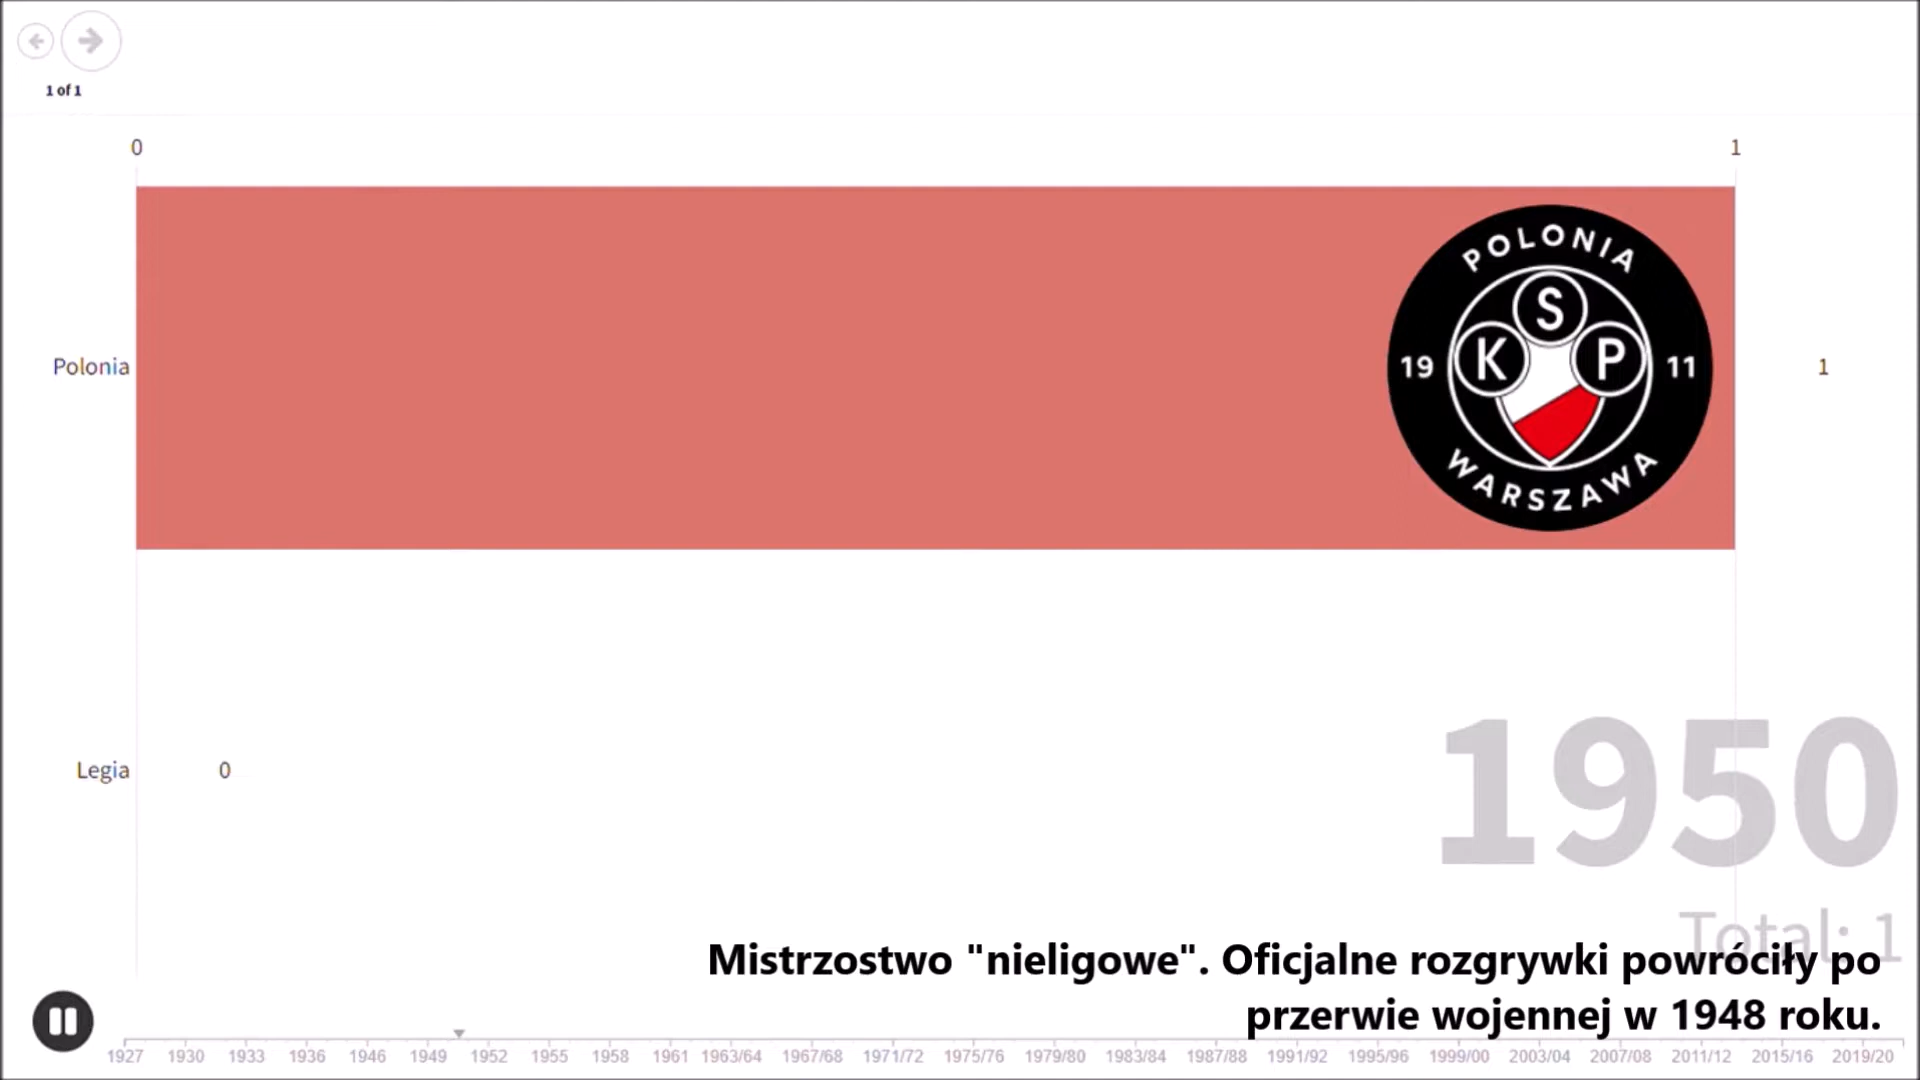 1 of 1
0 1
POLONIA
S
K P
19 11
WARSZAWA
Polonia 1
Legia 0
1950
Total: 1
Mistrzostwo "nieligowe". Oficjalne rozgrywki powróciły po
przerwie wojennej w 1948 roku.
1927 1930 1933 1936 1946 1949 1952 1955 1958 1961 1963/64 1967/68 1971/72 1975/76 1979/80 1983/84 1987/88 1991/92 1995/96 1999/00 2003/04 2007/08 2011/12 2015/16 2019/20